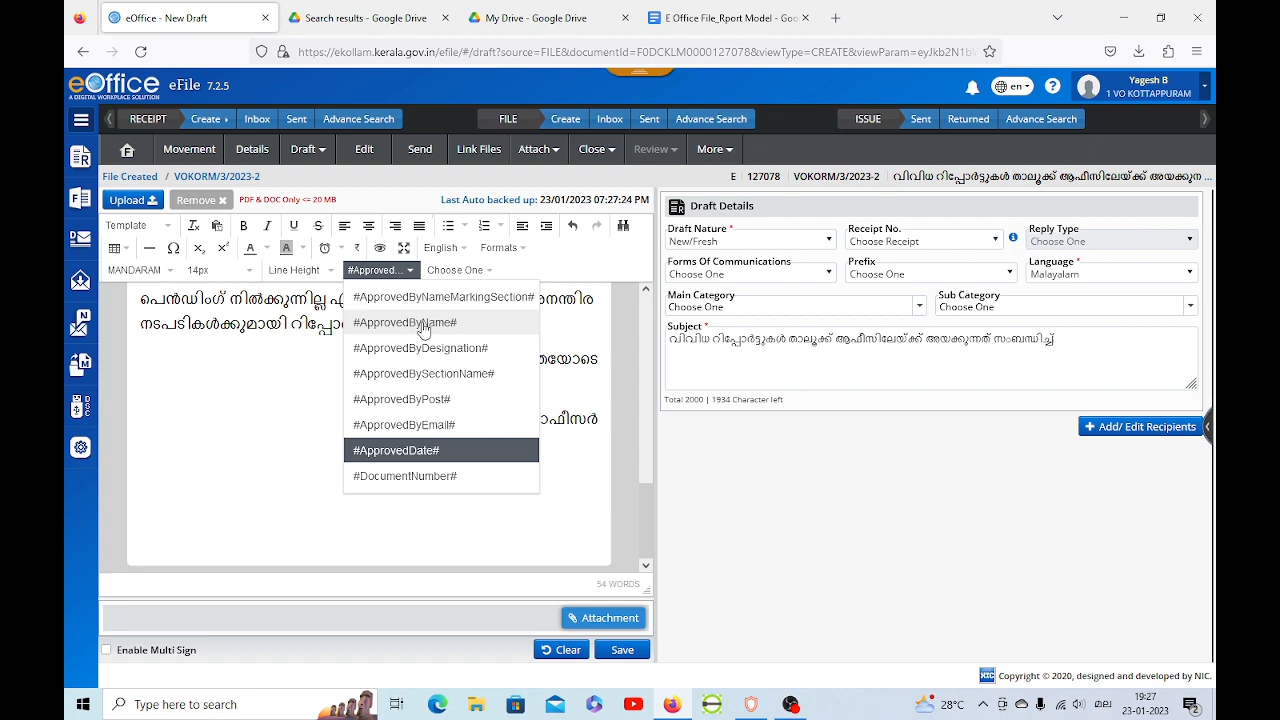 eOffice - New Draft
Search results - Google Drive
My Drive - Google Drive
E Office File_Rport Model - Goo
https://ekollam.kerala.gov.in/efile/#/draft?source=FILE&documentId=F0DCKLM0000127078&viewType=CREATE&viewParam=eyJkb2N1b
eOffice eFile 7.2.5
A DIGITAL WORKPLACE SOLUTION
en
Yagesh B
1 VO KOTTAPPURAM
RECEIPT Create Inbox Sent Advance Search FILE Create Inbox Sent Advance Search ISSUE Sent Returned Advance Search
Movement Details Draft Edit Send Link Files Attach Close Review More
File Created / VOKORM/3/2023-2
E 127078 VOKORM/3/2023-2 വിവിധ റിപ്പോർട്ടുകൾ താലൂക്ക് ആഫീസിലേയ്ക്ക് അയക്കുന ...
Upload Remove PDF & DOC Only <= 20 MB Last Auto backed up: 23/01/2023 07:27:24 PM
Template B I U S
A A ₹ English Formats
MANDARAM 14px Line Height #Approved... Choose One
പെൻഡിംഗ് നിൽക്കുന്നില്ല
നടപടികൾക്കുമായി റിപ്പോ
#ApprovedByNameMarkingSection#
#ApprovedByName#
#ApprovedByDesignation#
#ApprovedBySectionName#
#ApprovedByPost#
#ApprovedByEmail#
#ApprovedDate#
#DocumentNumber#
54 WORDS
Attachment
Enable Multi Sign
Clear
Save
Draft Details
Draft Nature * Receipt No. Reply Type
New/Fresh Choose Receipt Choose One
Forms Of Communications Prefix Language *
Choose One Choose One Malayalam
Main Category Sub Category
Choose One Choose One
Subject *
വിവിധ റിപ്പോർട്ടുകൾ താലൂക്ക് ആഫീസിലേയ്ക്ക് അയക്കുന്നത് സംബന്ധിച്ച്
Total 2000 | 1934 Character left
Add/ Edit Recipients
NIC Copyright © 2020, designed and developed by NIC.
Type here to search
28°C
മല
19:27
23-01-2023
2